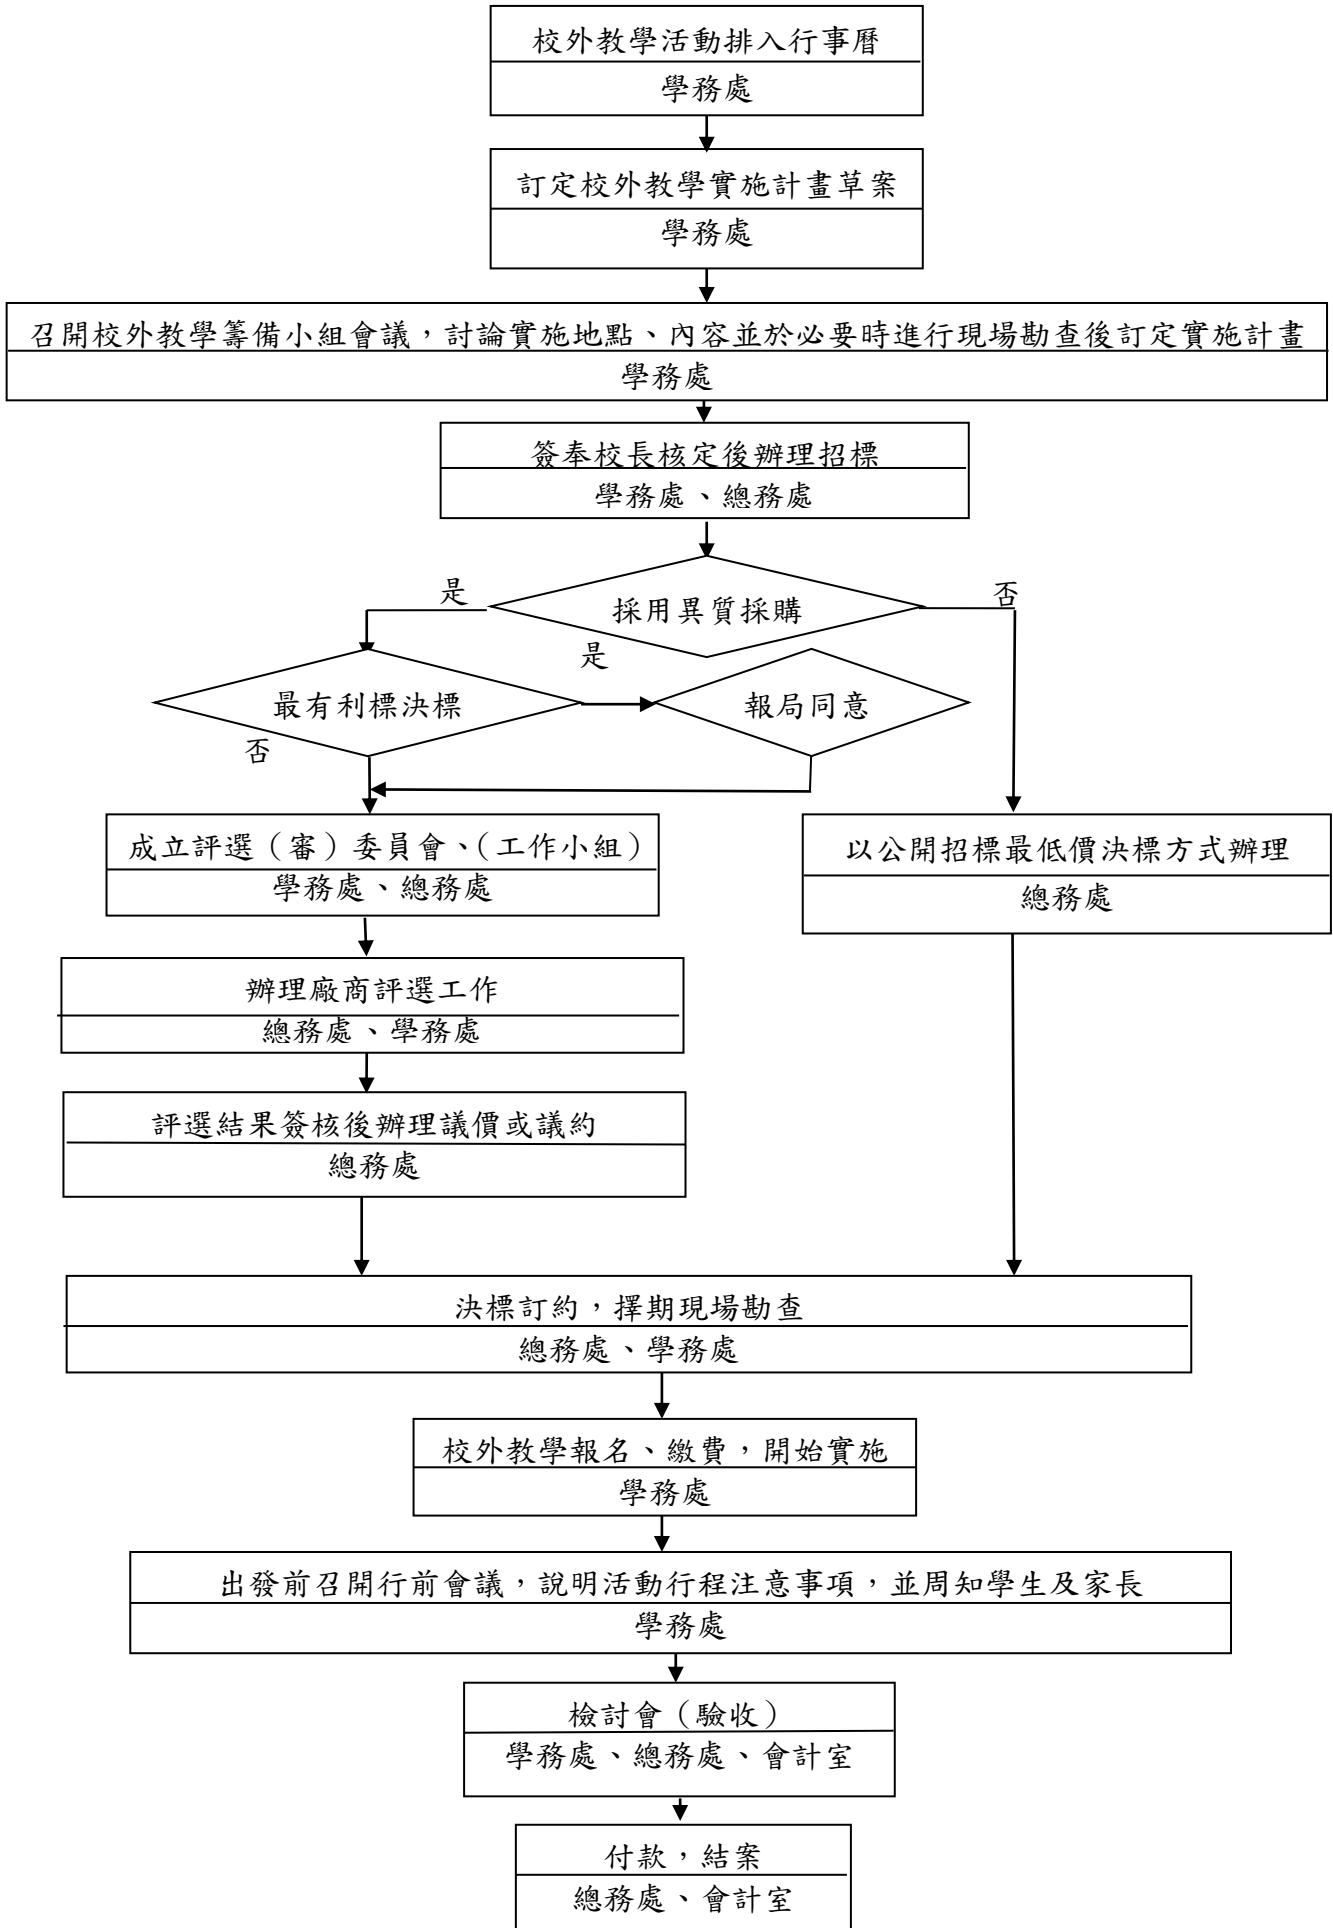 校外教學活動排入行事曆
學務處
訂定校外教學實施計畫草案
學務處
召開校外教學籌備小組會議，討論實施地點、內容並於必要時進行現場勘查後訂定實施計畫
學務處
簽奉校長核定後辦理招標
學務處、總務處
是
採用異質採購
否
最有利標決標
是
報局同意
否
成立評選（審）委員會、（工作小組）
學務處、總務處
以公開招標最低價決標方式辦理
總務處
辦理廠商評選工作
總務處、學務處
評選結果簽核後辦理議價或議約
總務處
決標訂約，擇期現場勘查
總務處、學務處
校外教學報名、繳費，開始實施
學務處
出發前召開行前會議，說明活動行程注意事項，並周知學生及家長
學務處
檢討會（驗收）
學務處、總務處、會計室
付款，結案
總務處、會計室